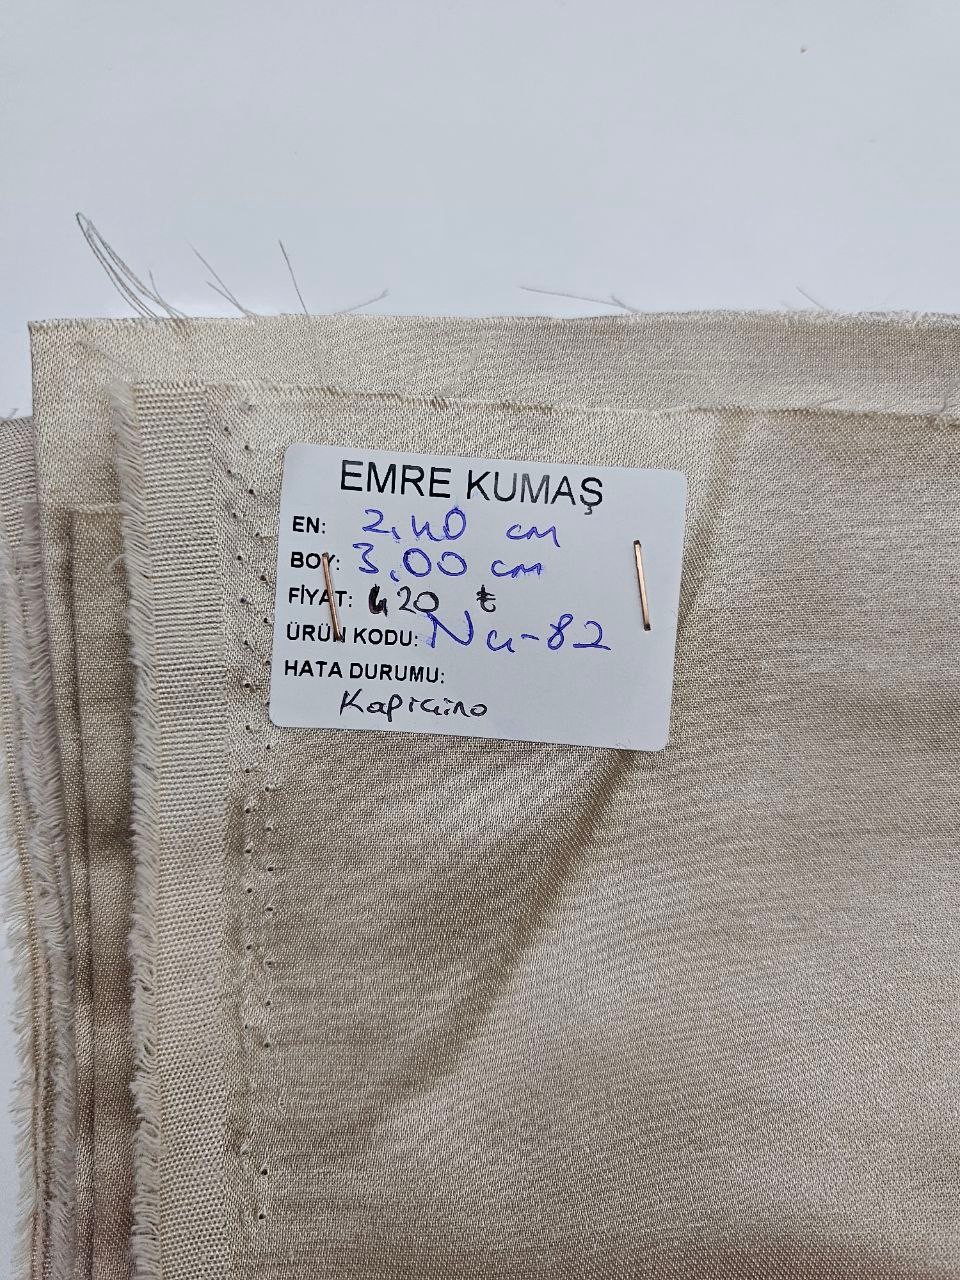 EMRE KUMAŞ
EN: 2.40 cm
BOY: 3.00 cm
FİYAT: 420 ₺
ÜRÜN KODU: Nu-82
HATA DURUMU:
Kapicino